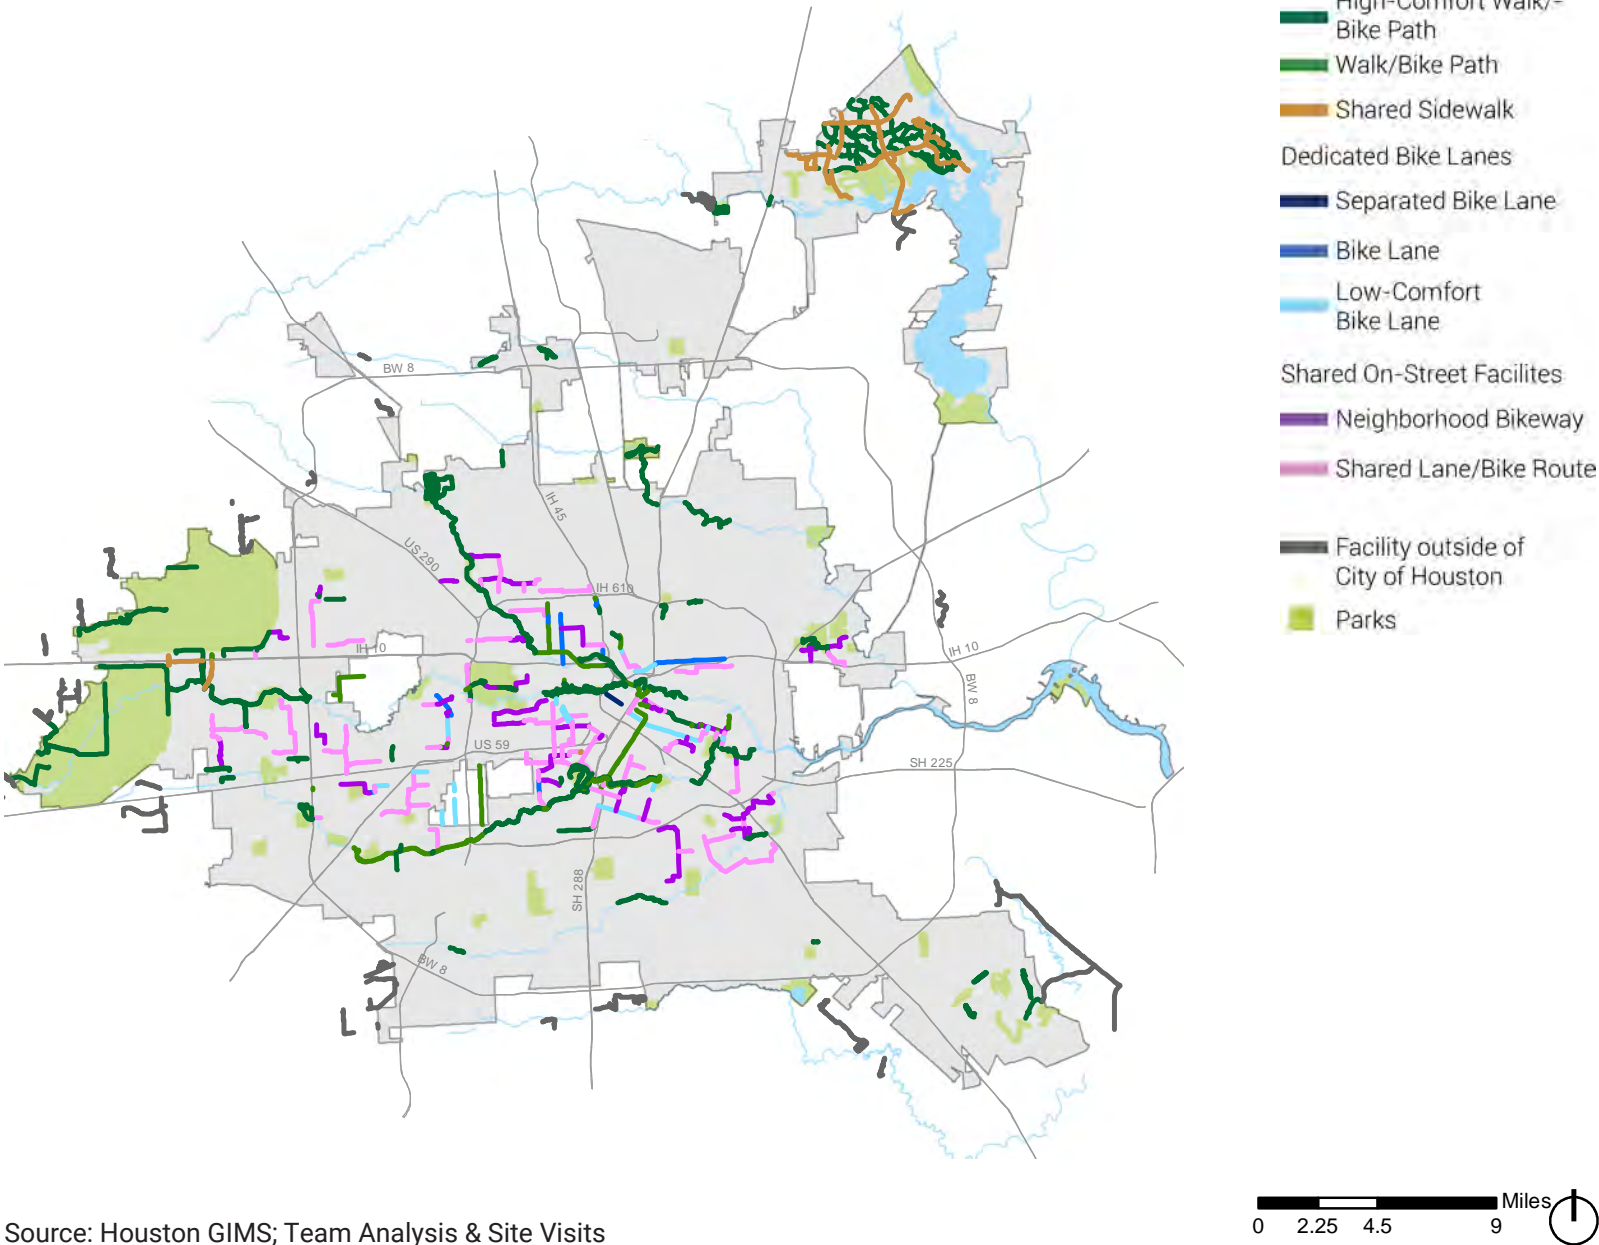 High-Comfort Walk/-
Bike Path
Walk/Bike Path
Shared Sidewalk
Dedicated Bike Lanes
Separated Bike Lane
Bike Lane
Low-Comfort
Bike Lane
Shared On-Street Facilites
Neighborhood Bikeway
Shared Lane/Bike Route
Facility outside of
City of Houston
Parks
BW 8
IH 45
US 290
IH 610
IH 10
IH 10
BW 8
US 59
SH 225
SH 288
BW 8
Miles
0 2.25 4.5 9
Source: Houston GIMS; Team Analysis & Site Visits